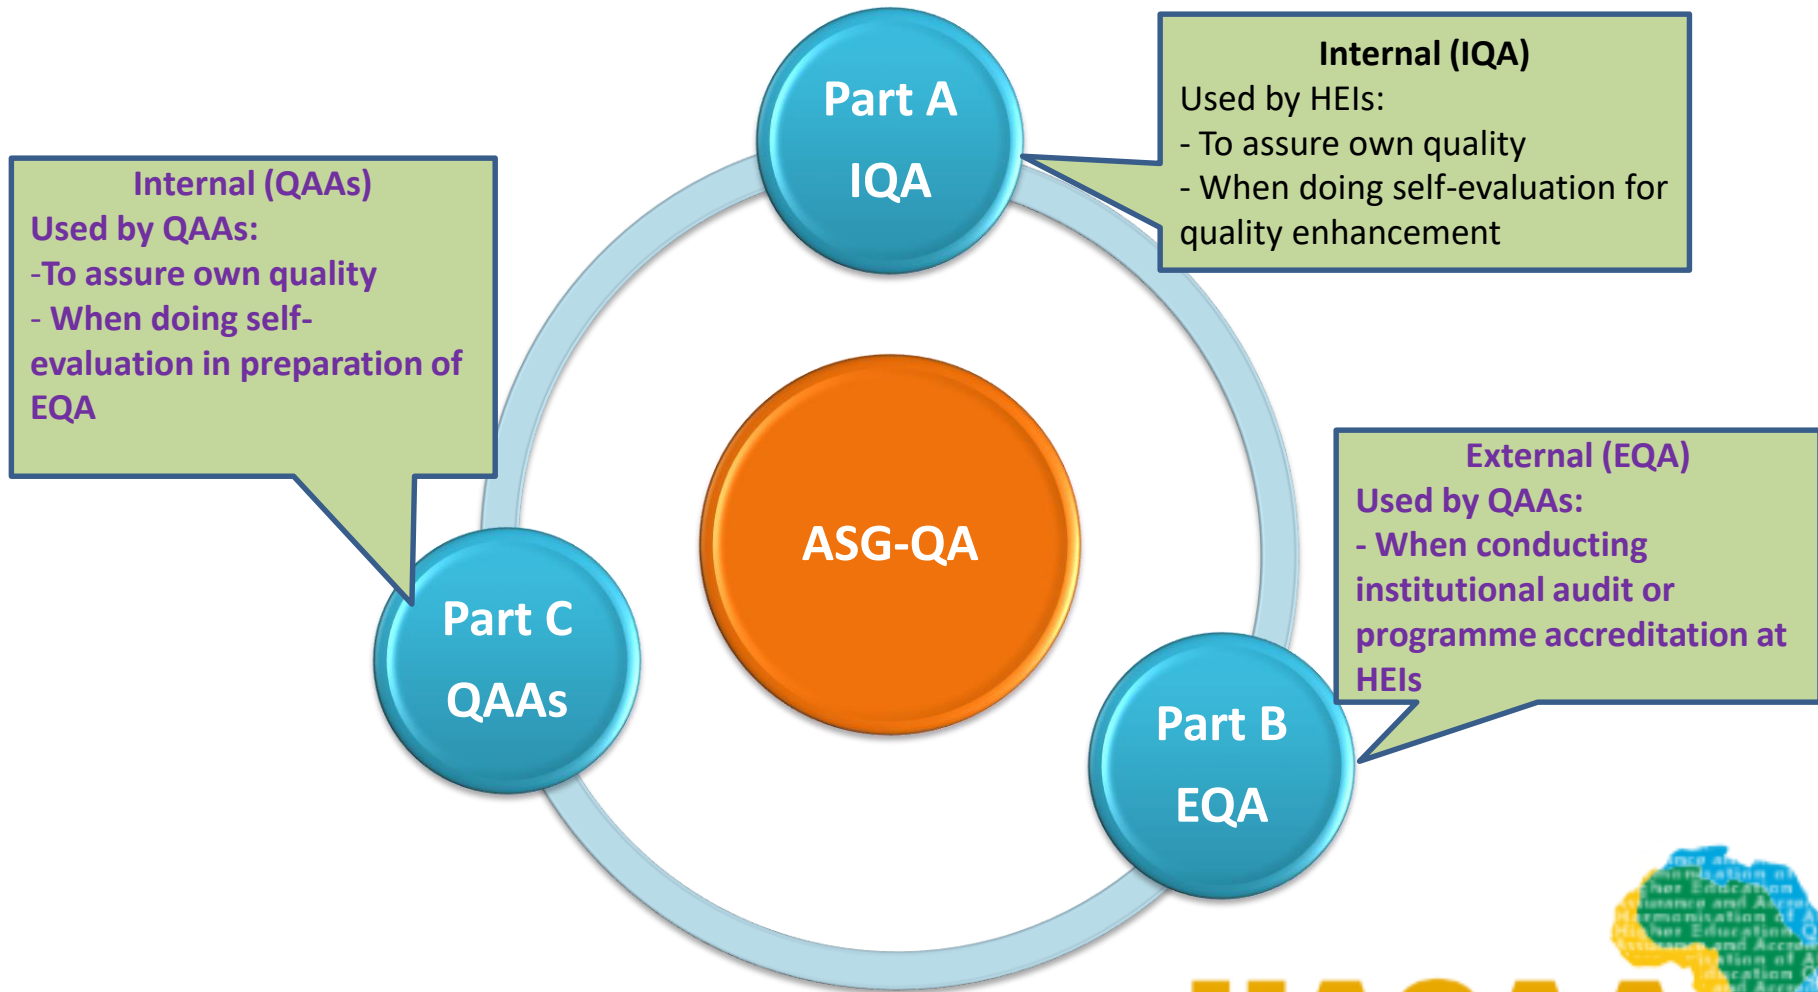 Part A
IQA
Internal (IQA)
Used by HEIs:
- To assure own quality
- When doing self-evaluation for
quality enhancement
Internal (QAAs)
Used by QAAs:
-To assure own quality
- When doing self-
evaluation in preparation of
EQA
ASG-QA
External (EQA)
Used by QAAs:
- When conducting
institutional audit or
programme accreditation at
HEIs
Part C
QAAs
Part B
EQA
Higher Education